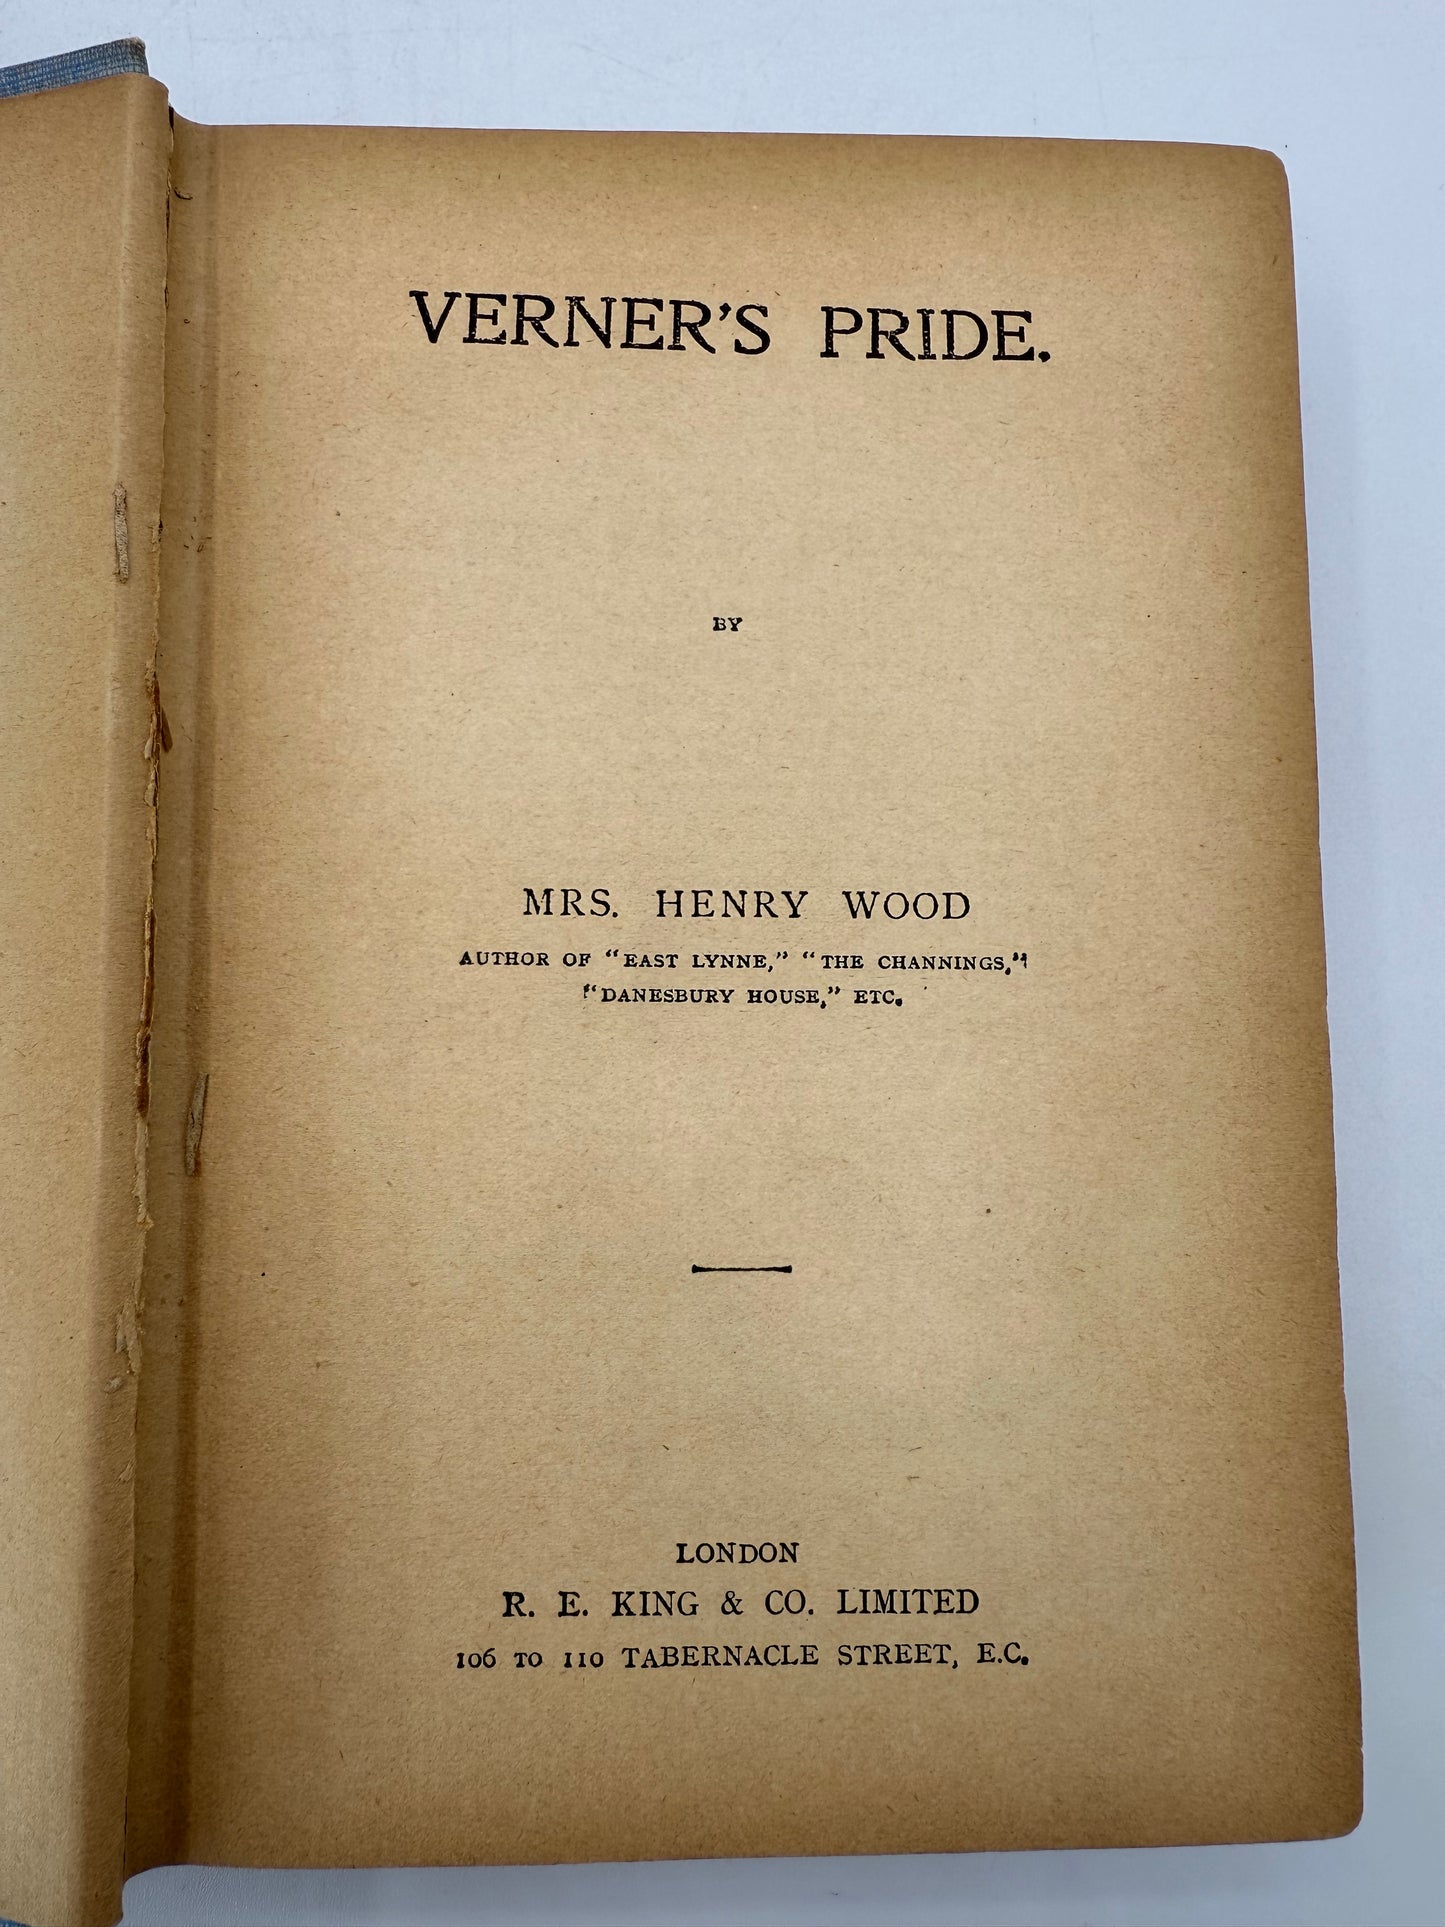 VERNER'S PRIDE.
BY
MRS. HENRY WOOD
AUTHOR OF "EAST LYNNE," "THE CHANNINGS,"
"DANESBURY HOUSE," ETC.
LONDON
R. E. KING & CO. LIMITED
106 TO 110 TABERNACLE STREET, E.C.